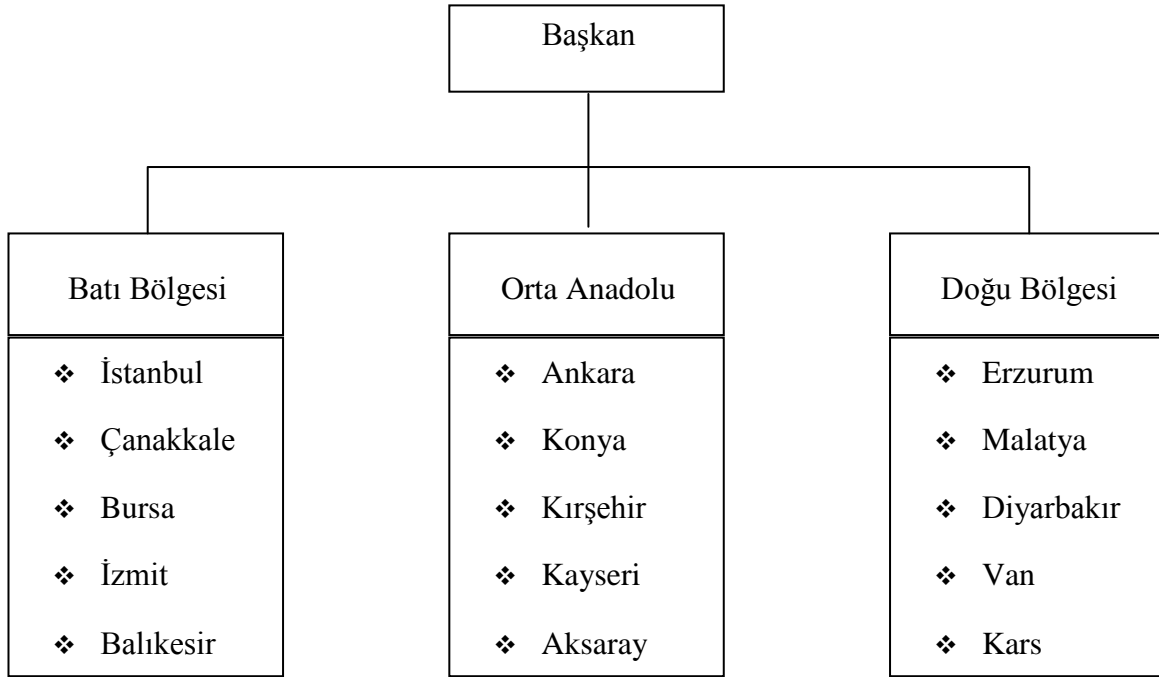 Başkan
Batı Bölgesi
❖ İstanbul
❖ Çanakkale
❖ Bursa
❖ İzmit
❖ Balıkesir
Orta Anadolu
❖ Ankara
❖ Konya
❖ Kırşehir
❖ Kayseri
❖ Aksaray
Doğu Bölgesi
❖ Erzurum
❖ Malatya
❖ Diyarbakır
❖ Van
❖ Kars